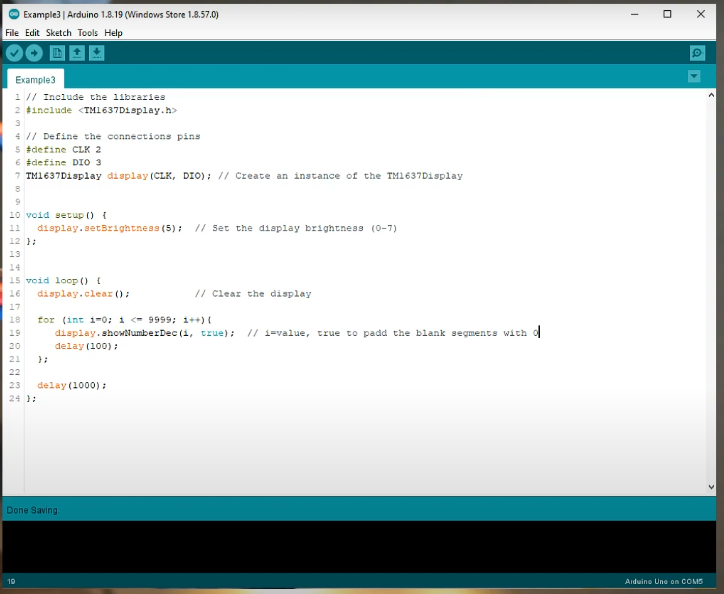 Example3 | Arduino 1.8.19 (Windows Store 1.8.57.0)
File Edit Sketch Tools Help
Example3
1 // Include the libraries
2 #include <TM1637Display.h>
3
4 // Define the connections pins
5 #define CLK 2
6 #define DIO 3
7 TM1637Display display(CLK, DIO); // Create an instance of the TM1637Display
8
9
10 void setup() {
11 display.setBrightness(5); // Set the display brightness (0-7)
12 };
13
14
15 void loop() {
16 display.clear(); // Clear the display
17
18 for (int i=0; i <= 9999; i++){
19 display.showNumberDec(i, true); // i=value, true to padd the blank segments with 0
20 delay(100);
21 };
22
23 delay(1000);
24 };
Done Saving.
19 Arduino Uno on COM5